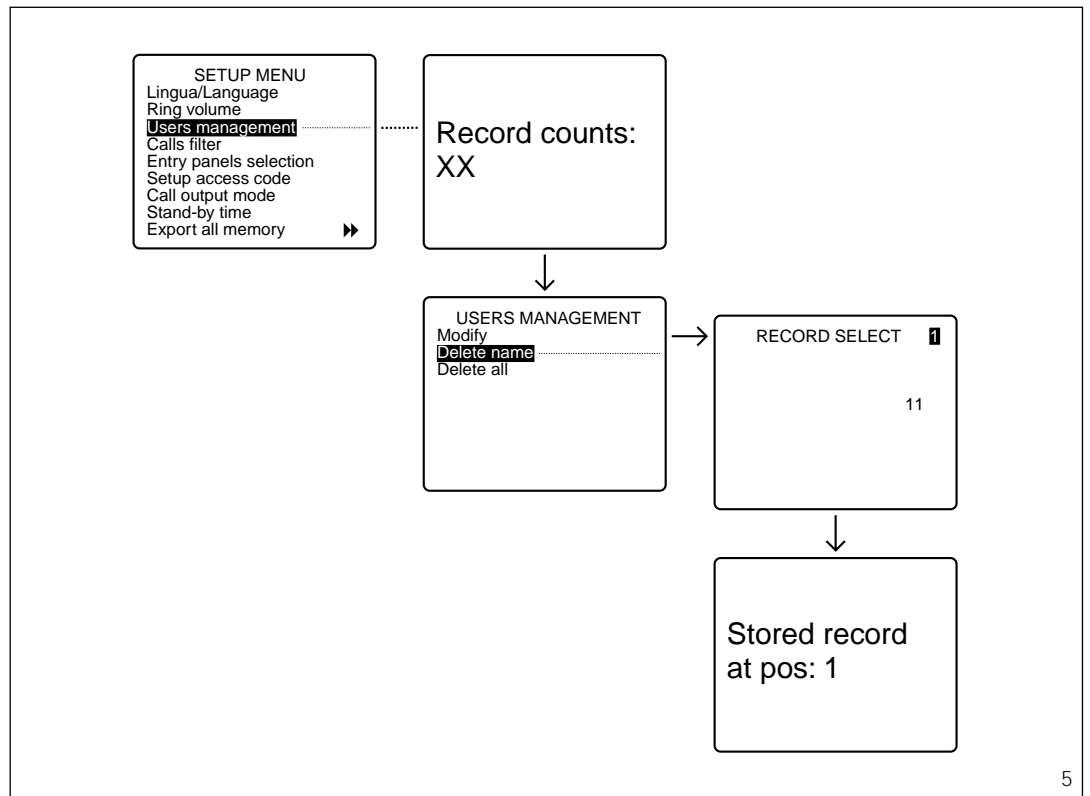 SETUP MENU
Lingua/Language
Ring volume
Users management
Calls filter
Entry panels selection
Setup access code
Call output mode
Stand-by time
Export all memory
Record counts:
XX
USERS MANAGEMENT
Modify
Delete name
Delete all
RECORD SELECT 1
11
Stored record
at pos: 1
5